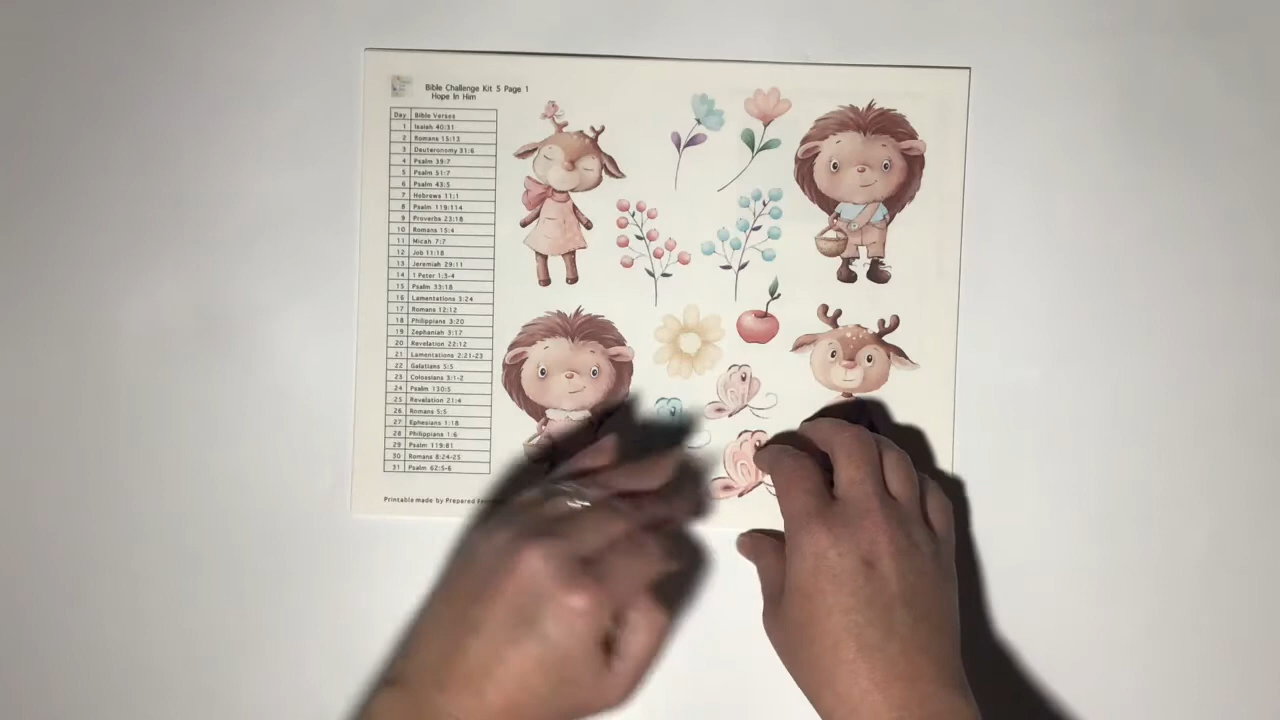 Bible Challenge Kit 5 Page 1
Hope In Him
Day Bible Verses
1 Isaiah 40:31
2 Romans 15:13
3 Deuteronomy 31:6
4 Psalm 39:7
5 Psalm 51:7
6 Psalm 43:5
7 Hebrews 11:1
8 Psalm 119:114
9 Proverbs 23:18
10 Romans 15:4
11 Micah 7:7
12 Job 11:18
13 Jeremiah 29:11
14 1 Peter 1:3-4
15 Psalm 33:18
16 Lamentations 3:24
17 Romans 12:12
18 Philippians 3:20
19 Zephaniah 3:17
20 Revelation 22:12
21 Lamentations 2:21-23
22 Galatians 5:5
23 Colossians 3:1-2
24 Psalm 130:5
25 Revelation 21:4
26 Romans 5:5
27 Ephesians 1:18
28 Philippians 1:6
29 Psalm 119:81
30 Romans 8:24-25
31 Psalm 62:5-6
Printable made by Prepared